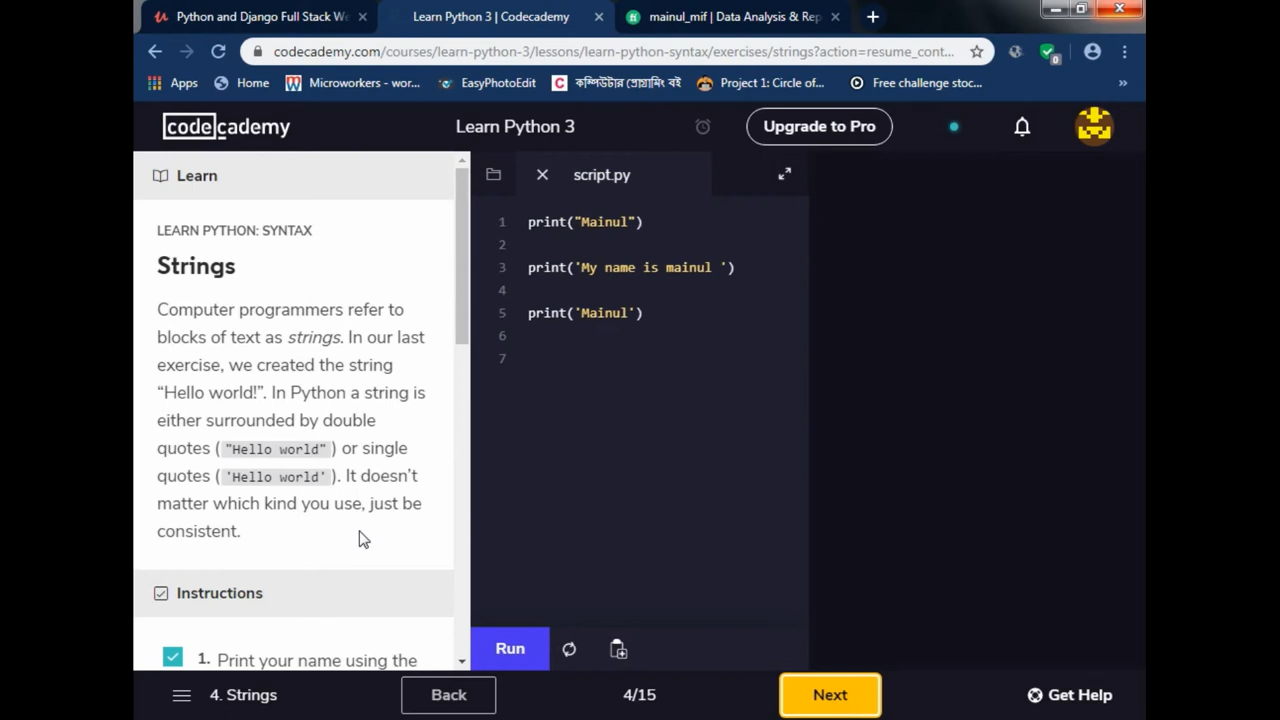 Python and Django Full Stack We
Learn Python 3 | Codecademy
mainul_mif | Data Analysis & Rep
codecademy.com/courses/learn-python-3/lessons/learn-python-syntax/exercises/strings?action=resume_cont...
0
Apps
Home
Microworkers - wor...
EasyPhotoEdit
C কম্পিউটার প্রোগ্রামিং বই
Project 1: Circle of...
Free challenge stoc...
»
codecademy
Learn Python 3
Upgrade to Pro
Learn
script.py
LEARN PYTHON: SYNTAX
Strings
Computer programmers refer to
blocks of text as strings. In our last
exercise, we created the string
“Hello world!”. In Python a string is
either surrounded by double
quotes ( "Hello world" ) or single
quotes ( 'Hello world' ). It doesn’t
matter which kind you use, just be
consistent.
Instructions
1. Print your name using the
1 print("Mainul")
2
3 print('My name is mainul ')
4
5 print('Mainul')
6
7
Run
4. Strings
Back
4/15
Next
Get Help